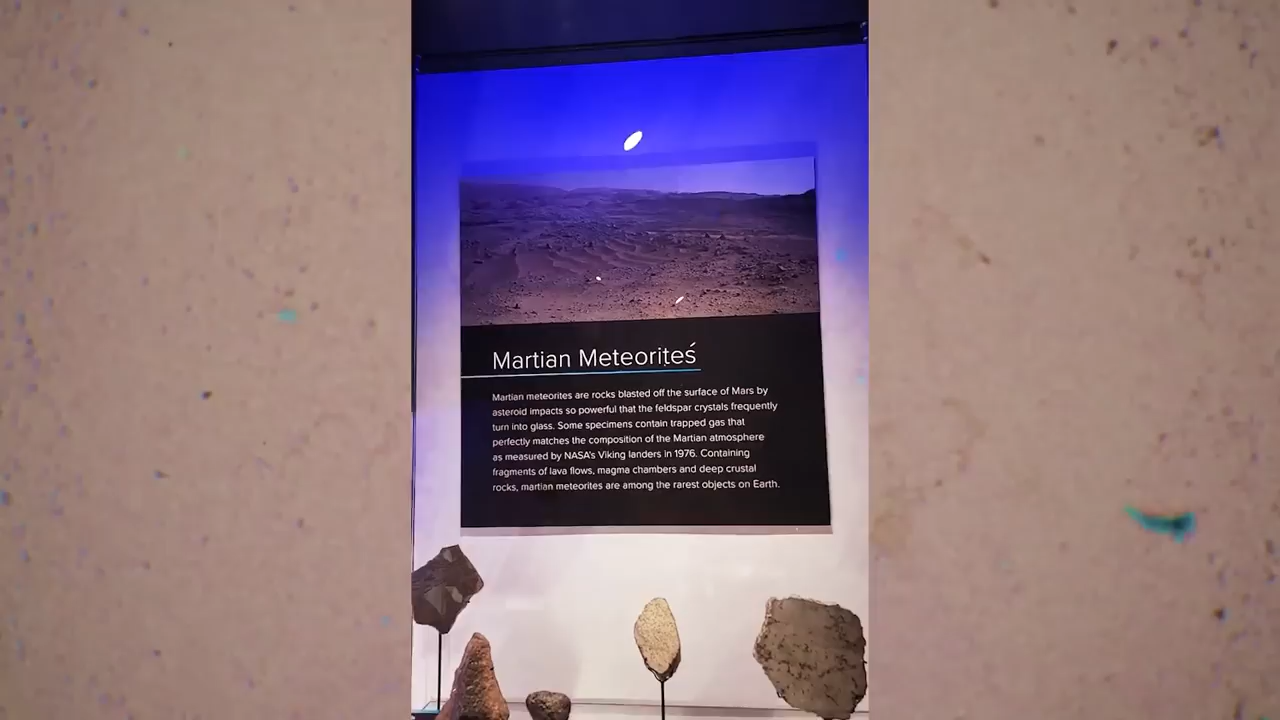 Martian Meteorites
Martian meteorites are rocks blasted off the surface of Mars by
asteroid impacts so powerful that the feldspar crystals frequently
turn into glass. Some specimens contain trapped gas that
perfectly matches the composition of the Martian atmosphere
as measured by NASA's Viking landers in 1976. Containing
fragments of lava flows, magma chambers and deep crustal
rocks, martian meteorites are among the rarest objects on Earth.